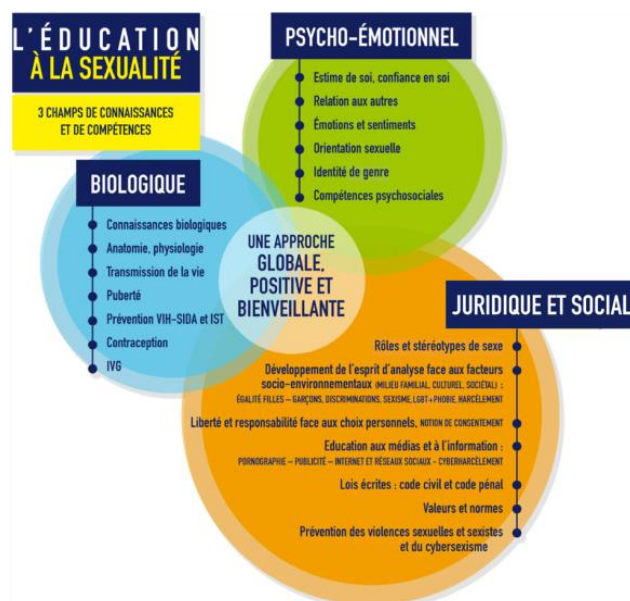 L'ÉDUCATION
À LA SEXUALITÉ
3 CHAMPS DE CONNAISSANCES
ET DE COMPÉTENCES
PSYCHO-ÉMOTIONNEL
Estime de soi, confiance en soi
Relation aux autres
Émotions et sentiments
Orientation sexuelle
Identité de genre
Compétences psychosociales
BIOLOGIQUE
Connaissances biologiques
Anatomie, physiologie
Transmission de la vie
Puberté
Prévention VIH-SIDA et IST
Contraception
IVG
UNE APPROCHE
GLOBALE,
POSITIVE ET
BIENVEILLANTE
JURIDIQUE ET SOCIAL
Rôles et stéréotypes de sexe
Développement de l'esprit d'analyse face aux facteurs
socio-environnementaux (MILIEU FAMILIAL, CULTUREL, SOCIÉTAL) :
ÉGALITÉ FILLES – GARÇONS, DISCRIMINATIONS, SEXISME, LGBT+PHOBIE, HARCÈLEMENT
Liberté et responsabilité face aux choix personnels, NOTION DE CONSENTEMENT
Education aux médias et à l'information :
PORNOGRAPHIE – PUBLICITÉ – INTERNET ET RÉSEAUX SOCIAUX - CYBERHARCÈLEMENT
Lois écrites : code civil et code pénal
Valeurs et normes
Prévention des violences sexuelles et sexistes
et du cybersexisme